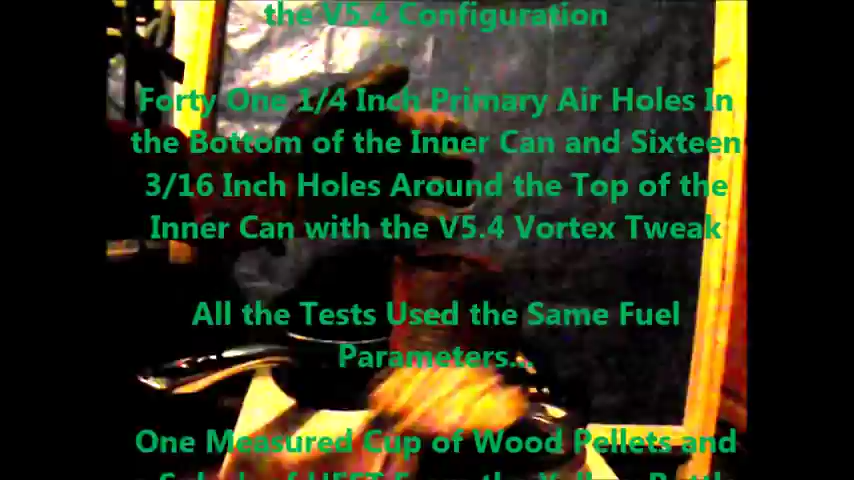 the V5.4 Configuration
Forty One 1/4 Inch Primary Air Holes In
the Bottom of the Inner Can and Sixteen
3/16 Inch Holes Around the Top of the
Inner Can with the V5.4 Vortex Tweak
All the Tests Used the Same Fuel
Parameters...
One Measured Cup of Wood Pellets and